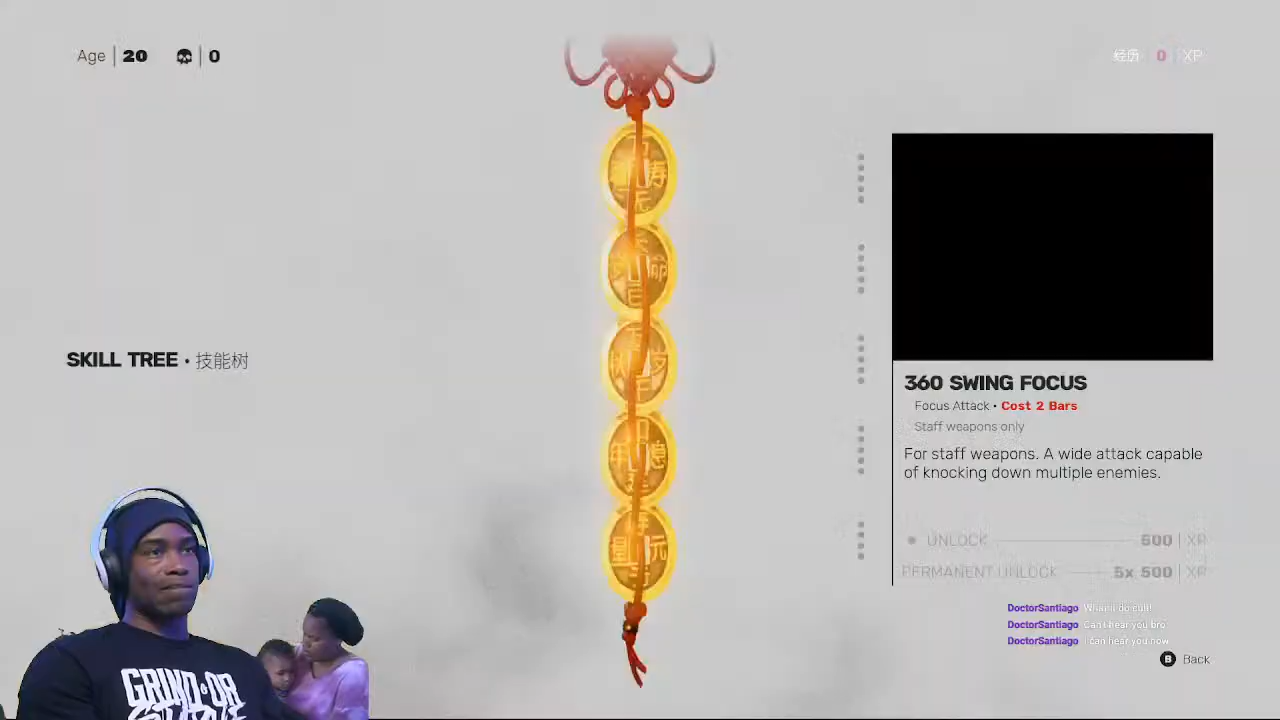 Age | 20 0
经历 0 XP
SKILL TREE • 技能树
360 SWING FOCUS
Focus Attack • Cost 2 Bars
Staff weapons only
For staff weapons. A wide attack capable
of knocking down multiple enemies.
UNLOCK 500 | XP
PERMANENT UNLOCK 5x 500 | XP
DoctorSantiago
DoctorSantiago Can't hear you bro
DoctorSantiago I can hear you now
B Back
GRIND OR